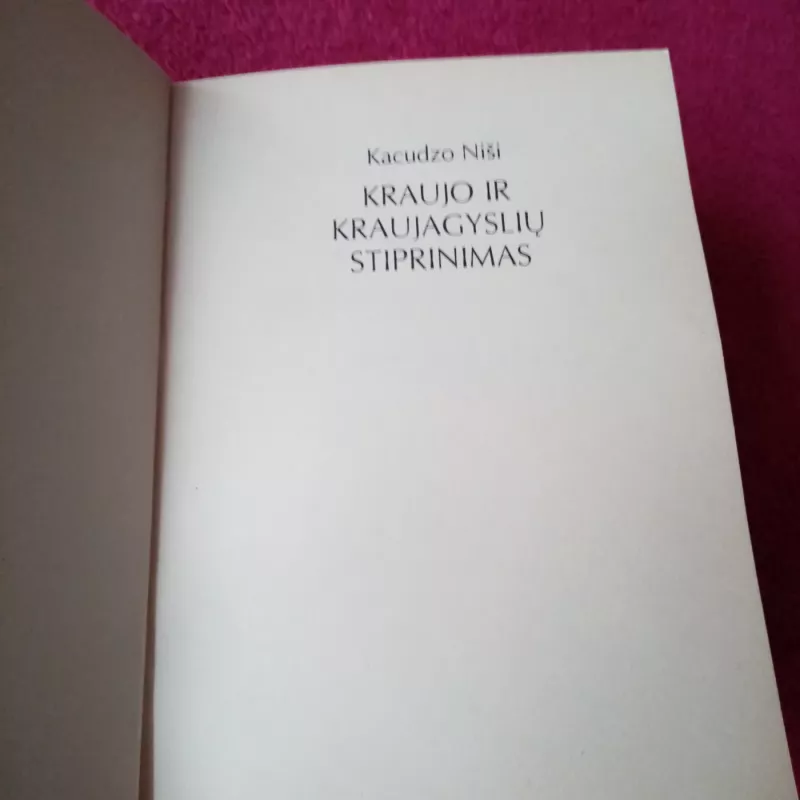 Kacudzo Niši
KRAUJO IR
KRAUJAGYSLIŲ
STIPRINIMAS